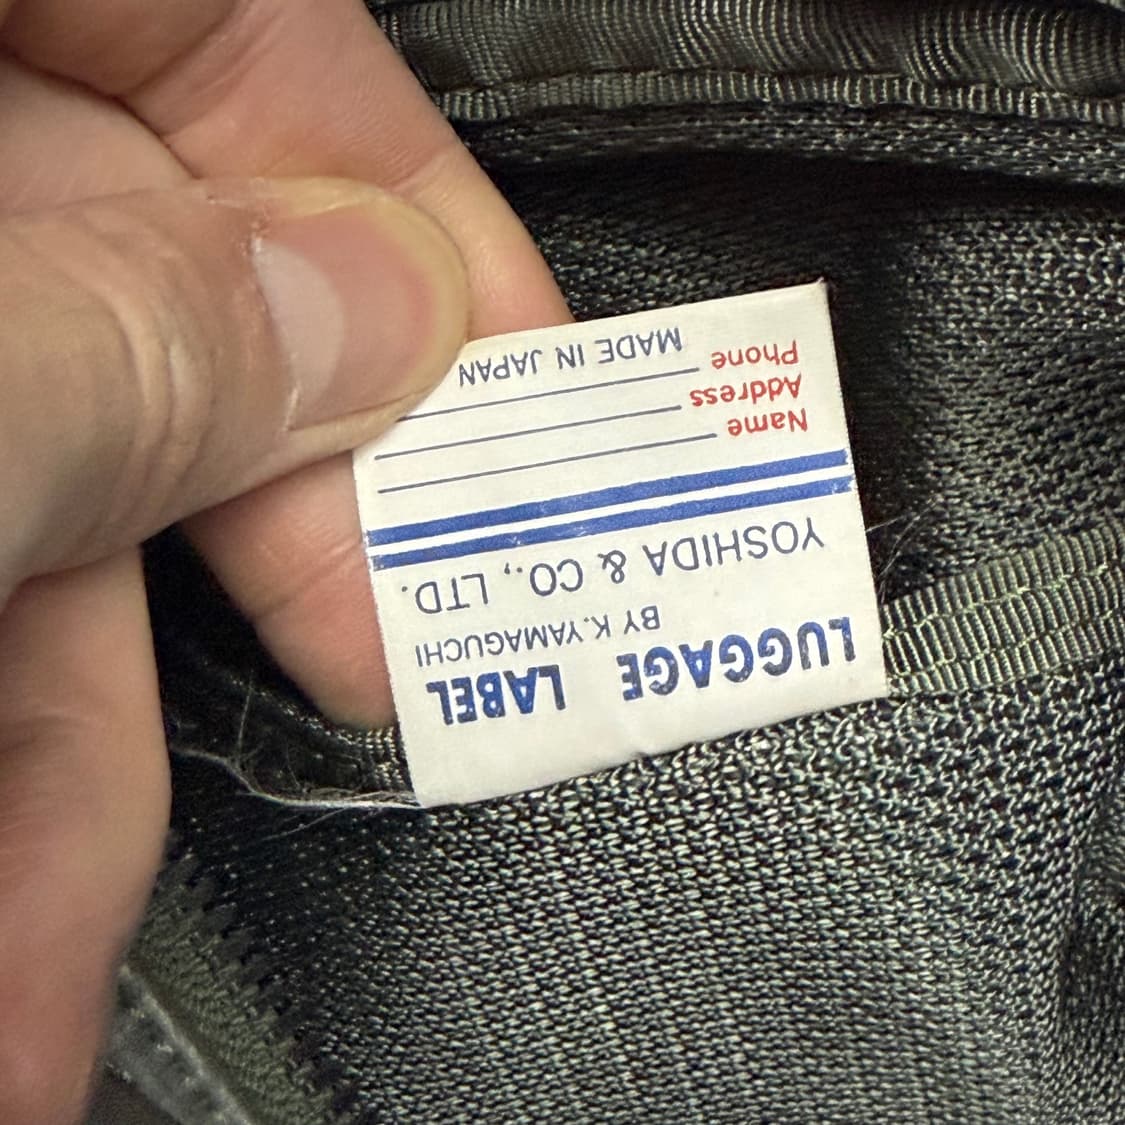 LUGGAGE LABEL
BY K.YAMAGUCHI
YOSHIDA & CO., LTD.
Name
Address
Phone
MADE IN JAPAN